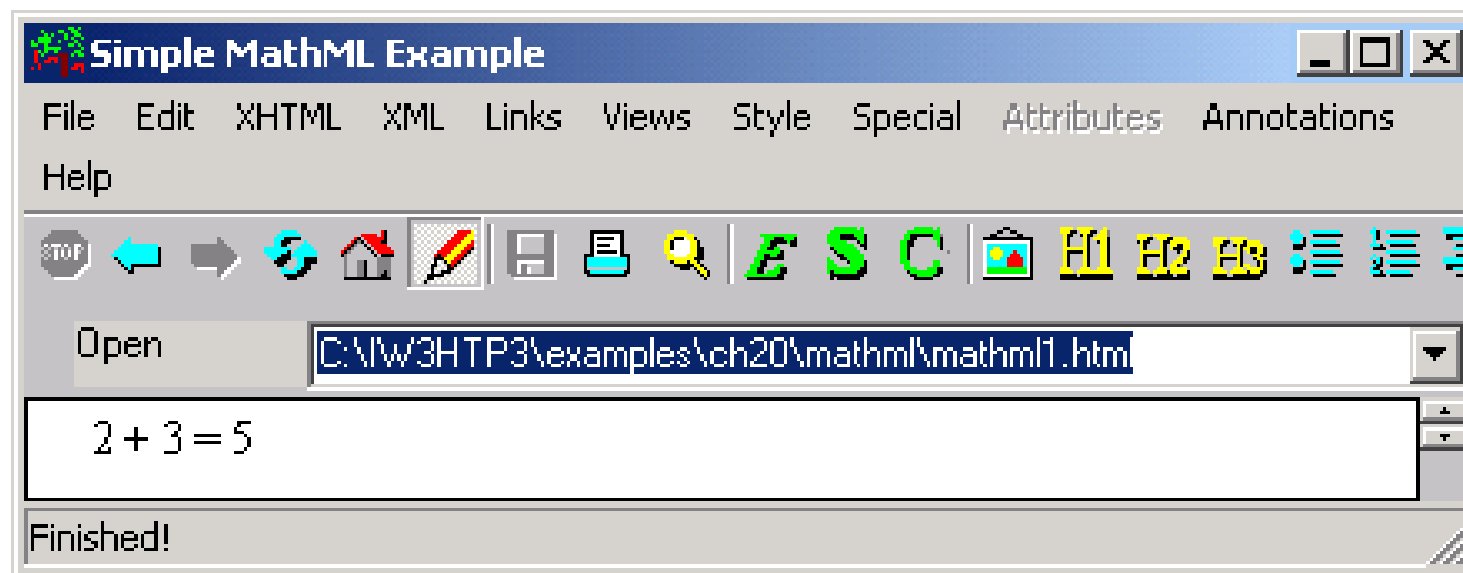 Simple MathML Example
File Edit XHTML XML Links Views Style Special Attributes Annotations
Help
STOP E S C H1 H2 H3
Open C:\IW3HTP3\examples\ch20\mathml\mathml1.html
2 + 3 = 5
Finished!